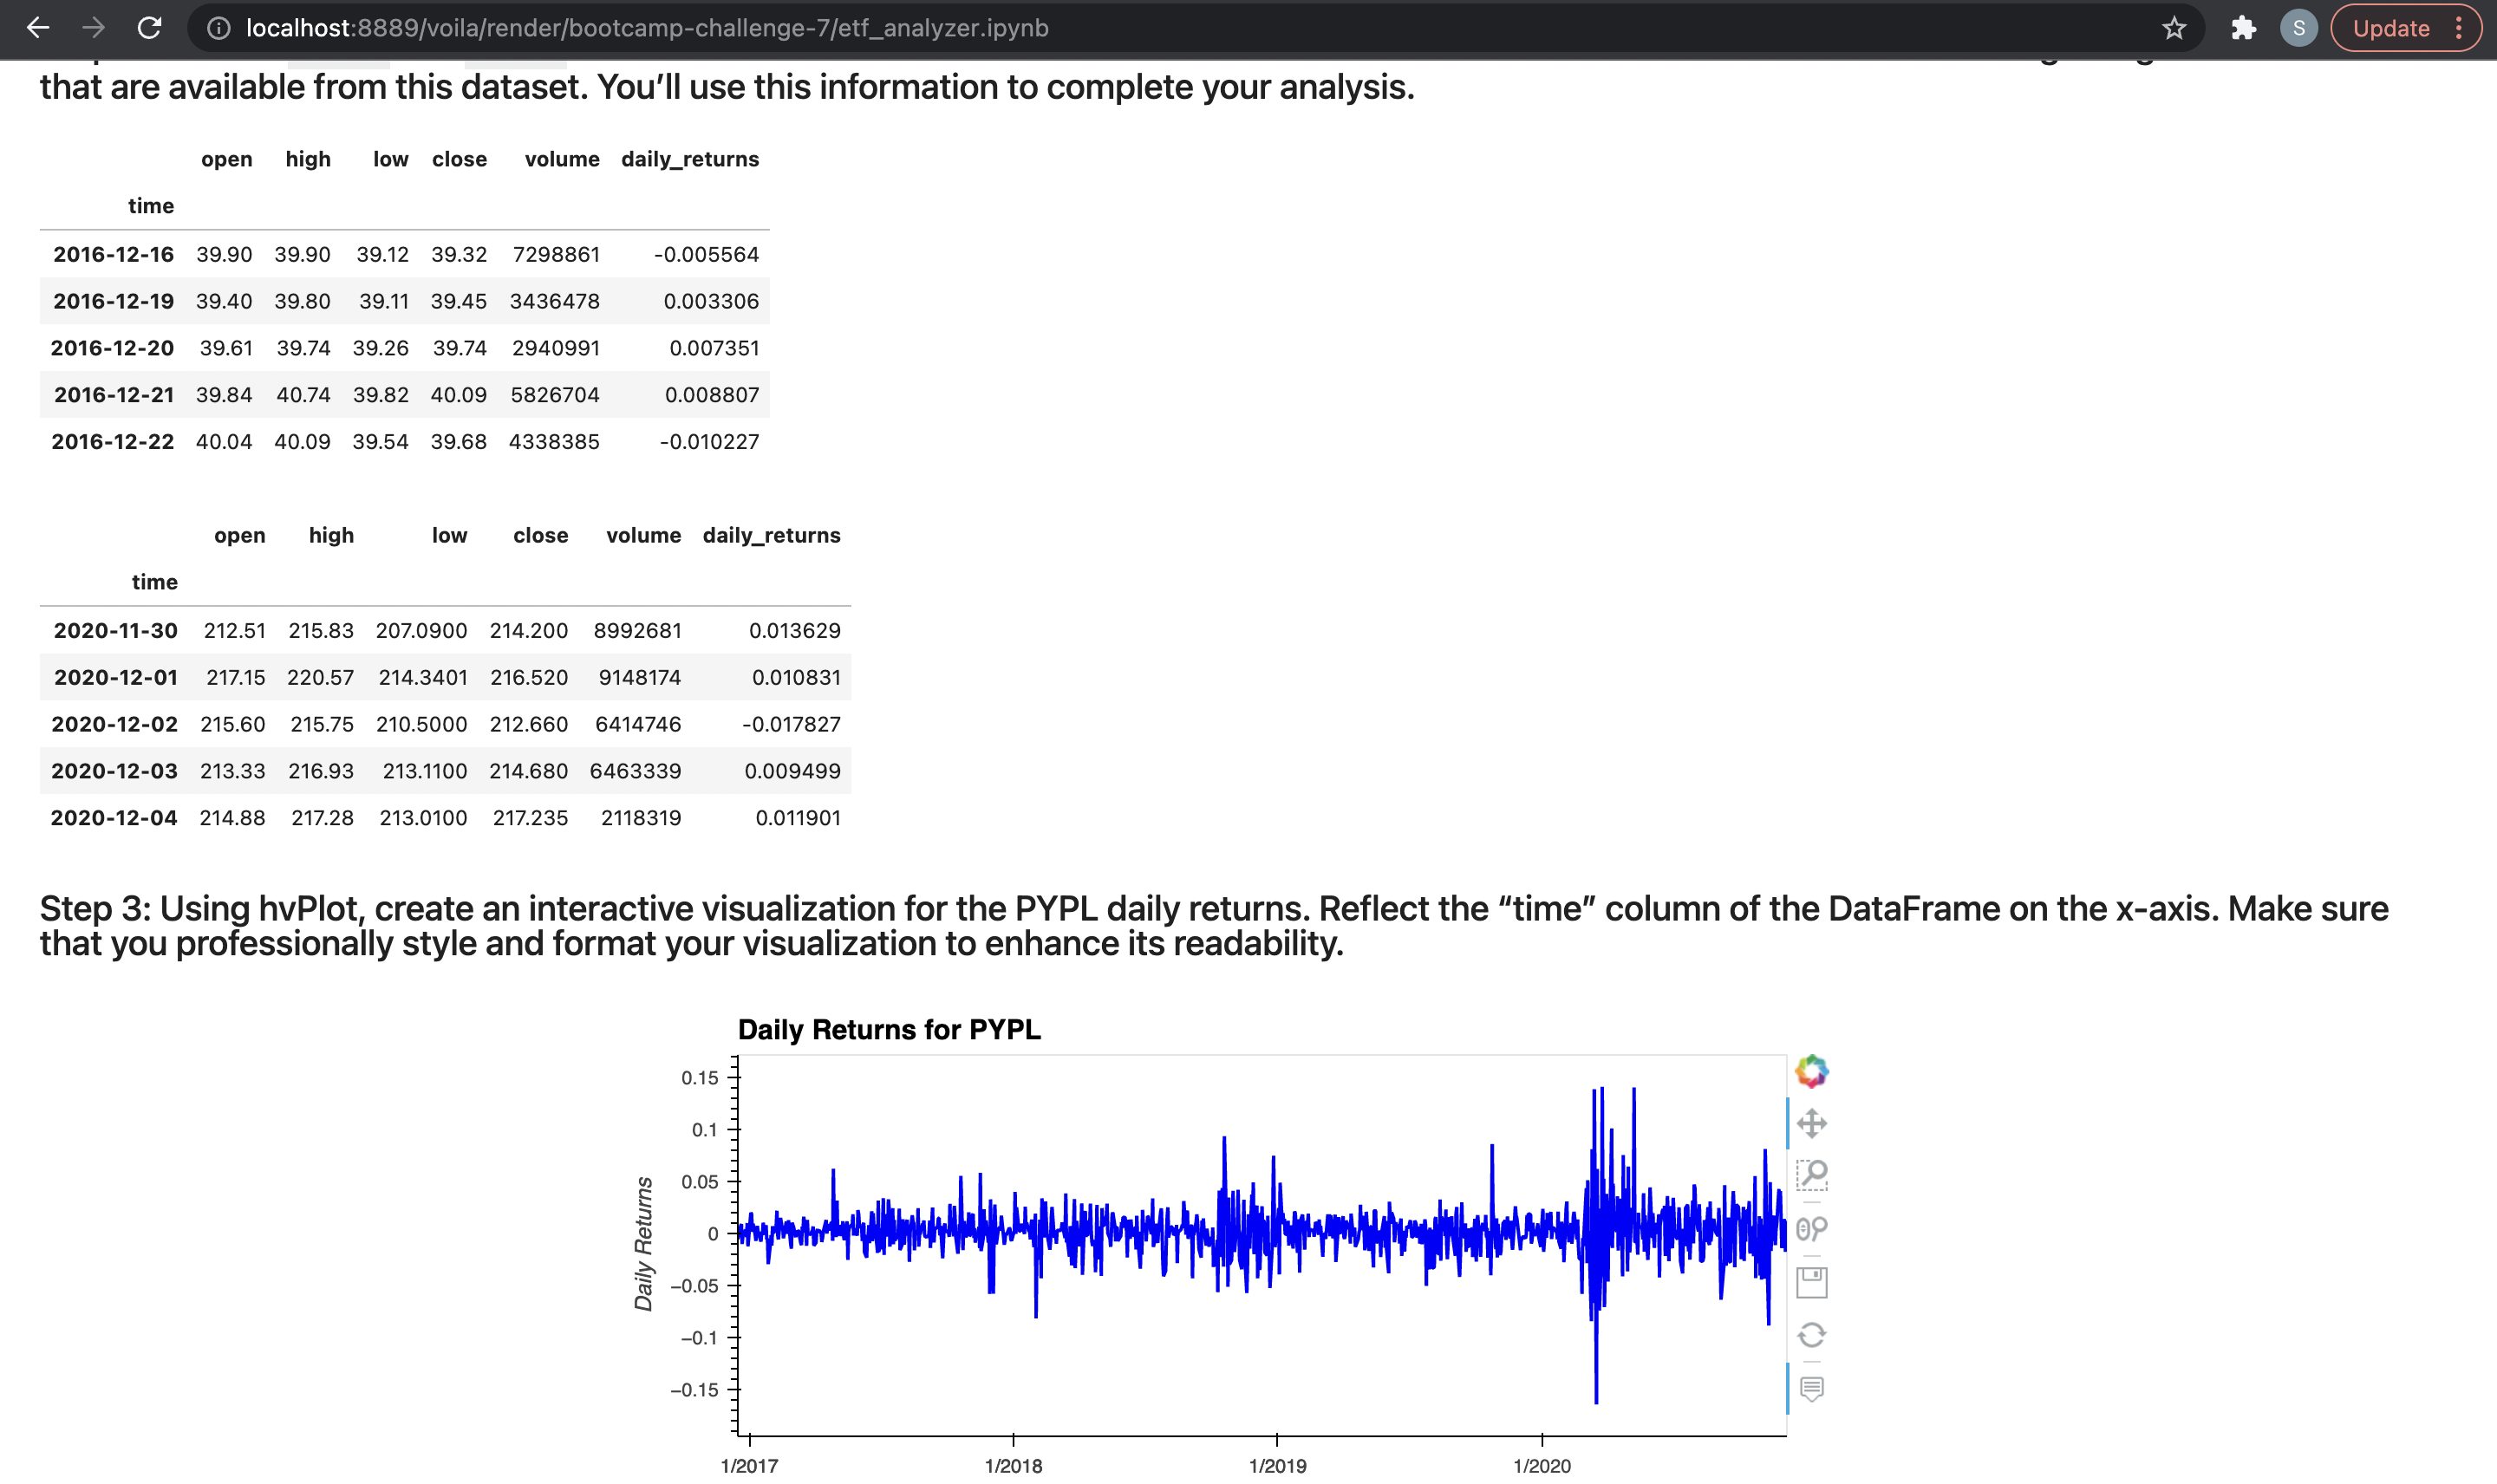 localhost:8889/voila/render/bootcamp-challenge-7/etf_analyzer.ipynb
S
Update
that are available from this dataset. You’ll use this information to complete your analysis.
open high low close volume daily_returns
time
2016-12-16 39.90 39.90 39.12 39.32 7298861 -0.005564
2016-12-19 39.40 39.80 39.11 39.45 3436478 0.003306
2016-12-20 39.61 39.74 39.26 39.74 2940991 0.007351
2016-12-21 39.84 40.74 39.82 40.09 5826704 0.008807
2016-12-22 40.04 40.09 39.54 39.68 4338385 -0.010227
open high low close volume daily_returns
time
2020-11-30 212.51 215.83 207.0900 214.200 8992681 0.013629
2020-12-01 217.15 220.57 214.3401 216.520 9148174 0.010831
2020-12-02 215.60 215.75 210.5000 212.660 6414746 -0.017827
2020-12-03 213.33 216.93 213.1100 214.680 6463339 0.009499
2020-12-04 214.88 217.28 213.0100 217.235 2118319 0.011901
Step 3: Using hvPlot, create an interactive visualization for the PYPL daily returns. Reflect the “time” column of the DataFrame on the x-axis. Make sure
that you professionally style and format your visualization to enhance its readability.
Daily Returns for PYPL
Daily Returns
0.15
0.1
0.05
0
−0.05
−0.1
−0.15
1/2017 1/2018 1/2019 1/2020